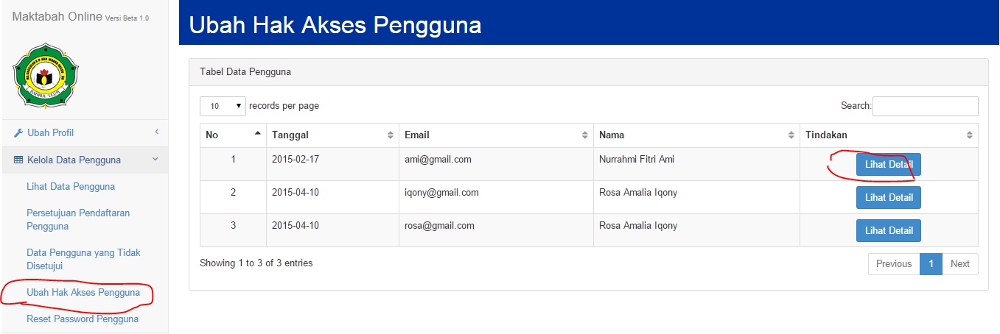 Maktabah Online Versi Beta 1.0
BAHRUL 'ULUM
Ubah Profil
Kelola Data Pengguna
Lihat Data Pengguna
Persetujuan Pendaftaran
Pengguna
Data Pengguna yang Tidak
Disetujui
Ubah Hak Akses Pengguna
Reset Password Pengguna
Ubah Hak Akses Pengguna
Tabel Data Pengguna
10 records per page Search:
No Tanggal Email Nama Tindakan
1 2015-02-17 ami@gmail.com Nurrahmi Fitri Ami Lihat Detail
2 2015-04-10 iqony@gmail.com Rosa Amalia Iqony Lihat Detail
3 2015-04-10 rosa@gmail.com Rosa Amalia Iqony Lihat Detail
Showing 1 to 3 of 3 entries Previous 1 Next